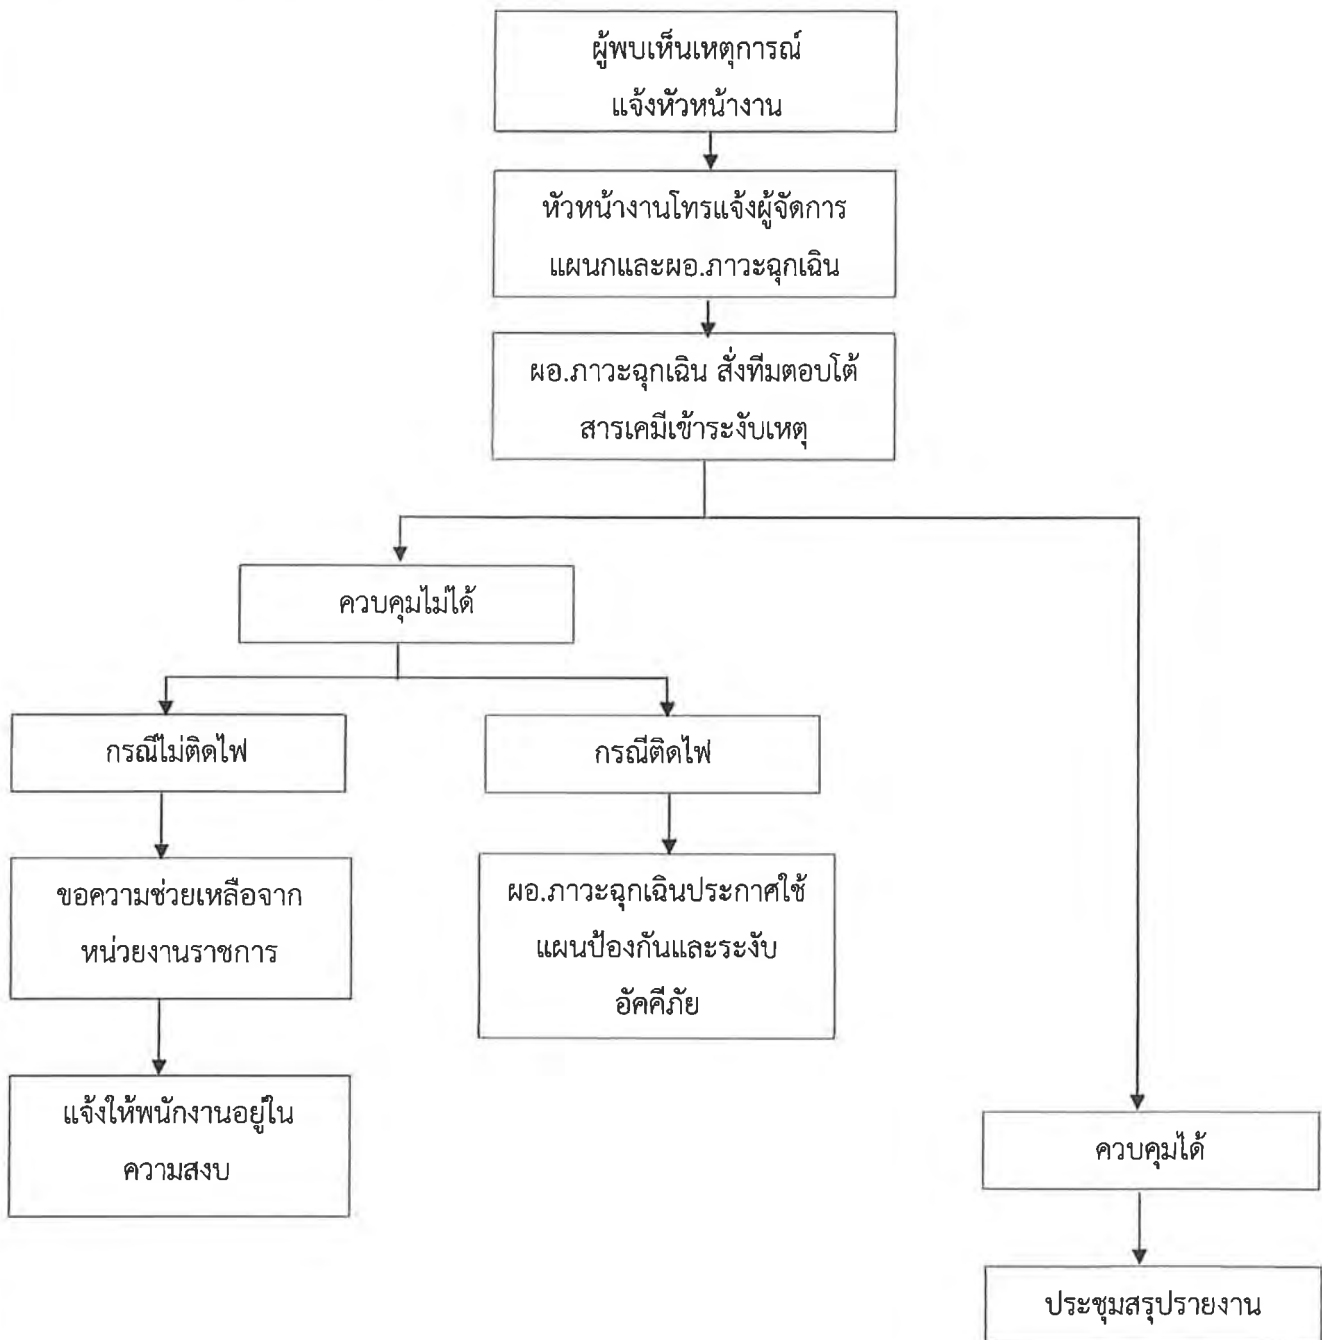 ผู้พบเห็นเหตุการณ์
แจ้งหัวหน้างาน
หัวหน้างานโทรแจ้งผู้จัดการ
แผนกและผอ.ภาวะฉุกเฉิน
ผอ.ภาวะฉุกเฉิน สั่งทีมตอบโต้
สารเคมีเข้าระงับเหตุ
ควบคุมไม่ได้
กรณีไม่ติดไฟ
กรณีติดไฟ
ขอความช่วยเหลือจาก
หน่วยงานราชการ
ผอ.ภาวะฉุกเฉินประกาศใช้
แผนป้องกันและระงับ
อัคคีภัย
แจ้งให้พนักงานอยู่ใน
ความสงบ
ควบคุมได้
ประชุมสรุปรายงาน